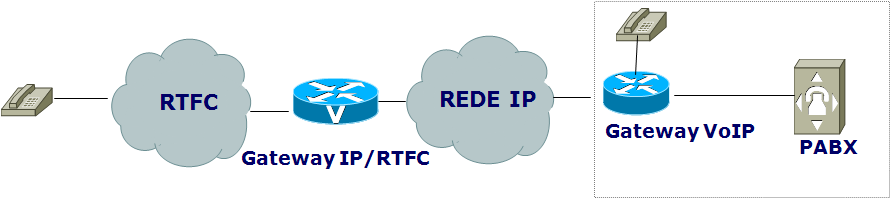 RTFC
V
Gateway IP/RTFC
REDE IP
Gateway VoIP
PABX